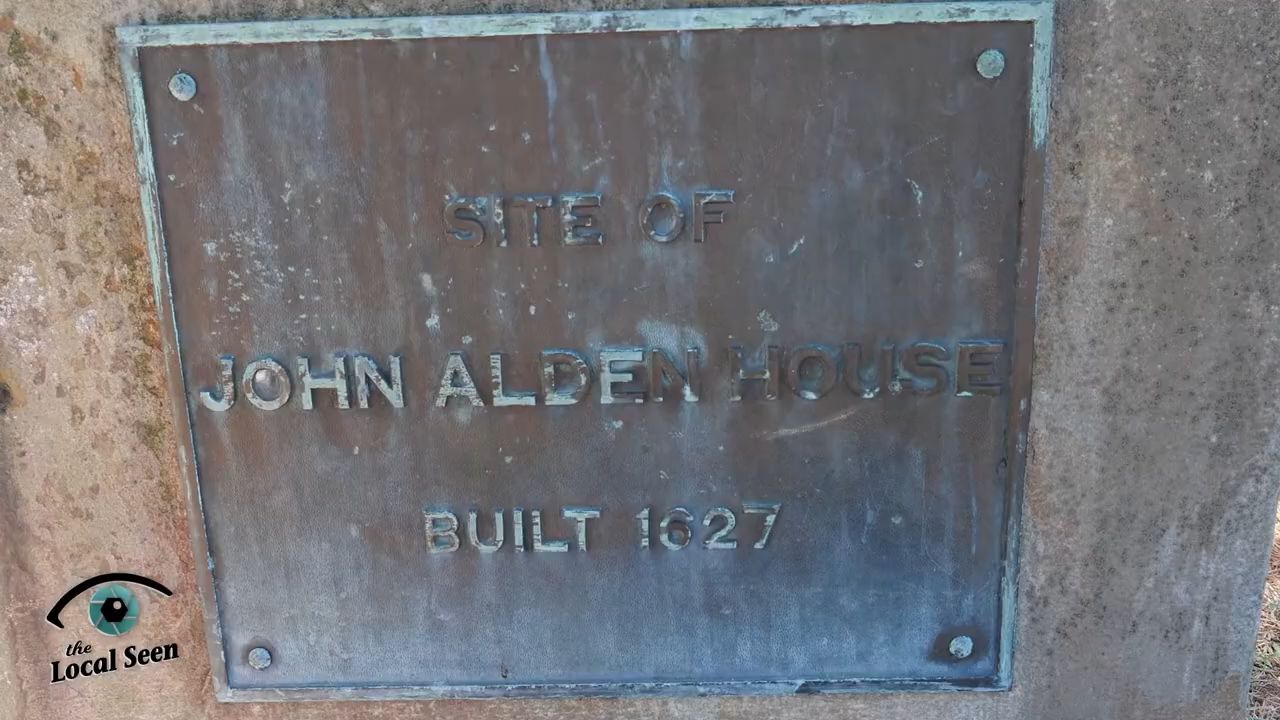 SITE OF
JOHN ALDEN HOUSE
BUILT 1627
the
Local Seen